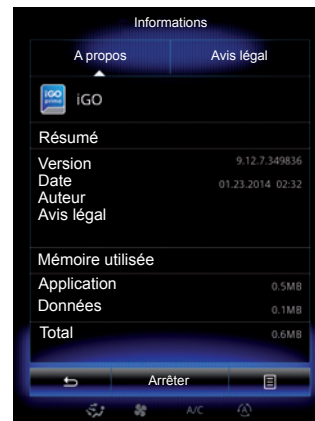 Informations
A propos Avis légal
iGO primo iGO
Résumé
Version 9.12.7.349836
Date 01.23.2014 02:32
Auteur
Avis légal
Mémoire utilisée
Application 0.5MB
Données 0.1MB
Total 0.6MB
Arrêter
A/C A